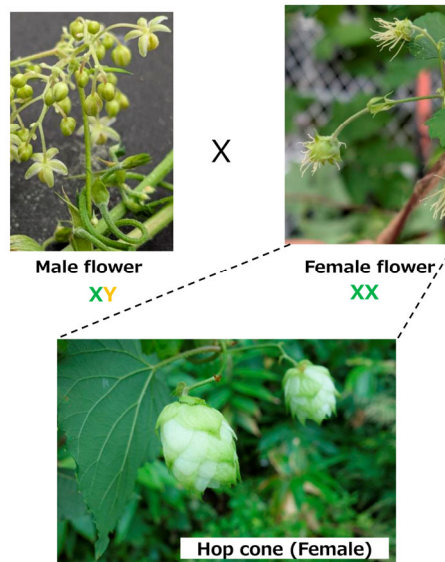 X
Male flower
XY
Female flower
XX
Hop cone (Female)